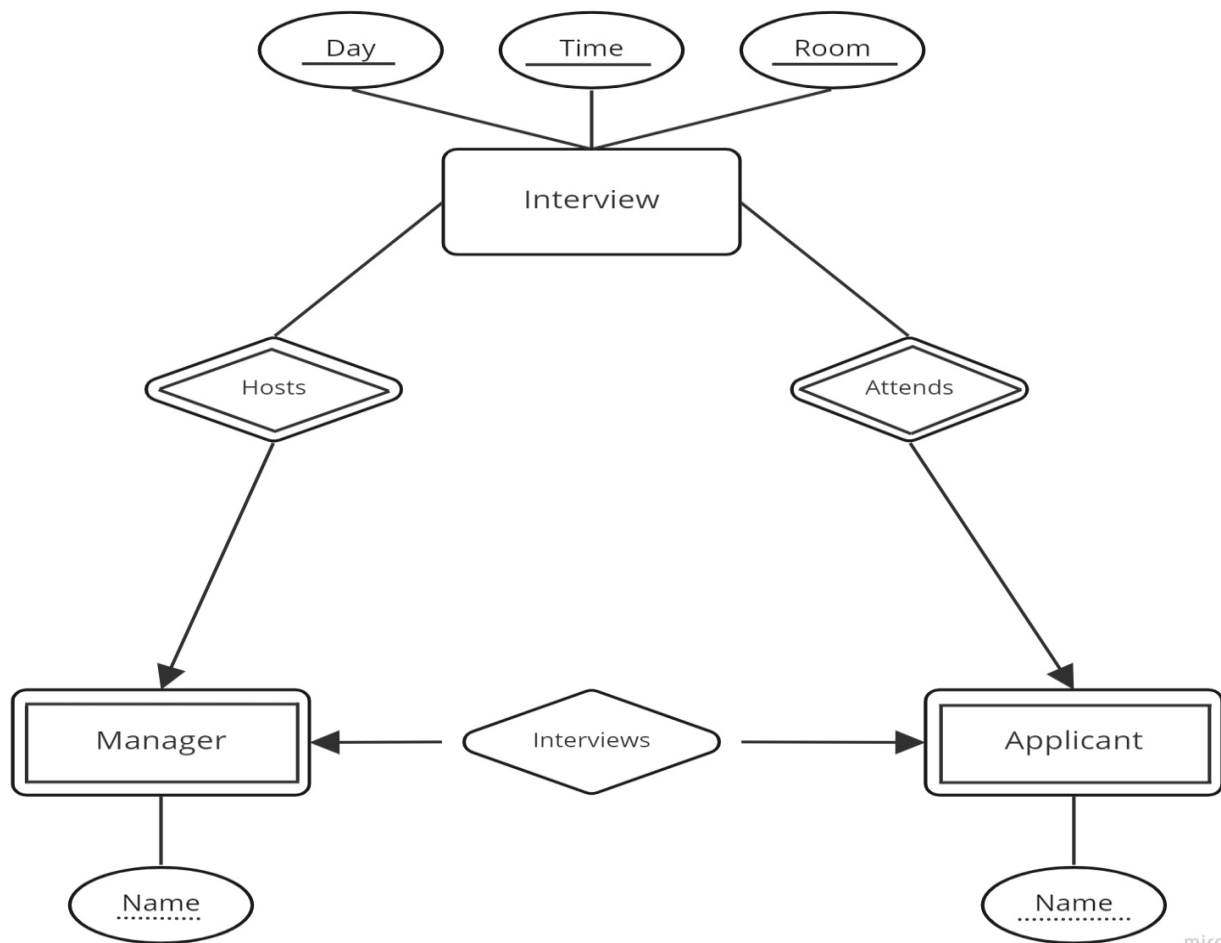 Day
Time
Room
Interview
Hosts
Attends
Manager
Interviews
Applicant
Name
Name